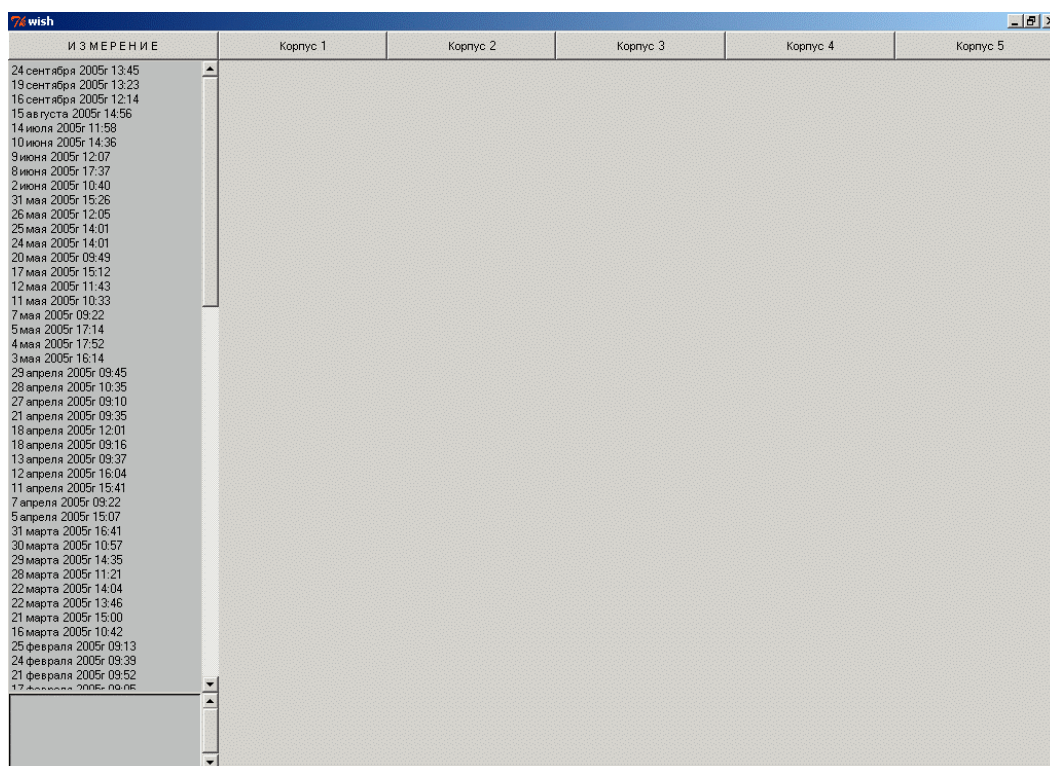 wish
ИЗМЕРЕНИЕ Корпус 1 Корпус 2 Корпус 3 Корпус 4 Корпус 5
24 сентября 2005г 13:45
19 сентября 2005г 13:23
16 сентября 2005г 12:14
15 августа 2005г 14:56
14 июля 2005г 11:58
10 июня 2005г 14:36
9 июня 2005г 12:07
8 июня 2005г 17:37
2 июня 2005г 10:40
31 мая 2005г 15:26
26 мая 2005г 12:05
25 мая 2005г 14:01
24 мая 2005г 14:01
20 мая 2005г 09:49
17 мая 2005г 15:12
12 мая 2005г 11:43
11 мая 2005г 10:33
7 мая 2005г 09:22
5 мая 2005г 17:14
4 мая 2005г 17:52
3 мая 2005г 16:14
29 апреля 2005г 09:45
28 апреля 2005г 10:35
27 апреля 2005г 09:10
21 апреля 2005г 09:35
18 апреля 2005г 12:01
18 апреля 2005г 09:16
13 апреля 2005г 09:37
12 апреля 2005г 16:04
11 апреля 2005г 15:41
7 апреля 2005г 09:22
5 апреля 2005г 15:07
31 марта 2005г 16:41
30 марта 2005г 10:57
29 марта 2005г 14:35
28 марта 2005г 11:21
22 марта 2005г 14:04
22 марта 2005г 13:46
21 марта 2005г 15:00
16 марта 2005г 10:42
25 февраля 2005г 09:13
24 февраля 2005г 09:39
21 февраля 2005г 09:52
17 февраля 2005г 09:05